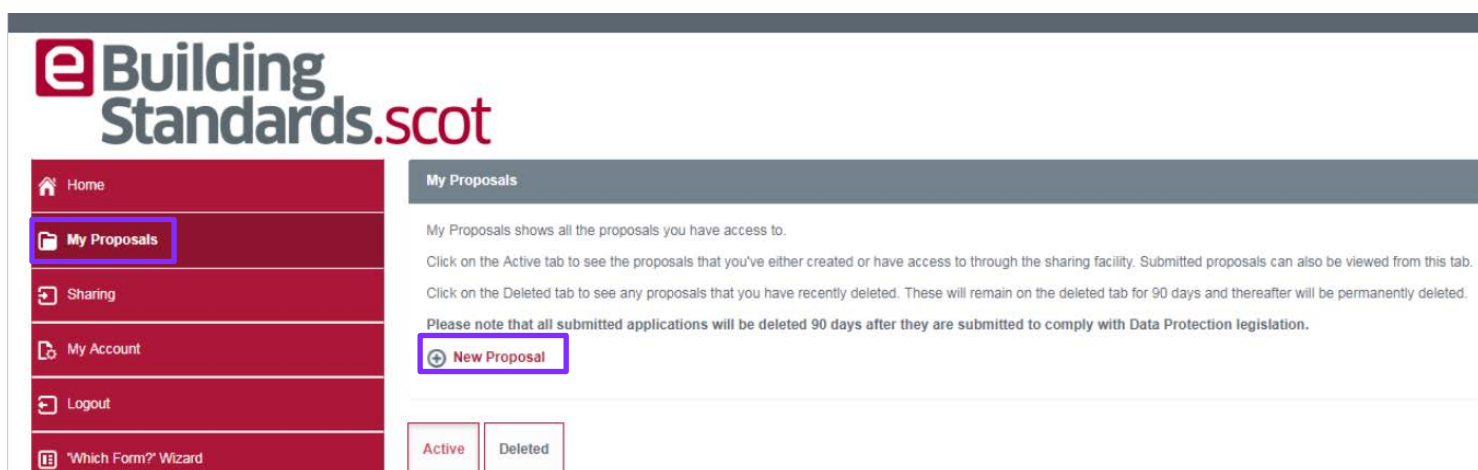 e Building
Standards.scot
Home
My Proposals
Sharing
My Account
Logout
'Which Form?' Wizard
My Proposals
My Proposals shows all the proposals you have access to.
Click on the Active tab to see the proposals that you've either created or have access to through the sharing facility. Submitted proposals can also be viewed from this tab.
Click on the Deleted tab to see any proposals that you have recently deleted. These will remain on the deleted tab for 90 days and thereafter will be permanently deleted.
Please note that all submitted applications will be deleted 90 days after they are submitted to comply with Data Protection legislation.
New Proposal
Active Deleted